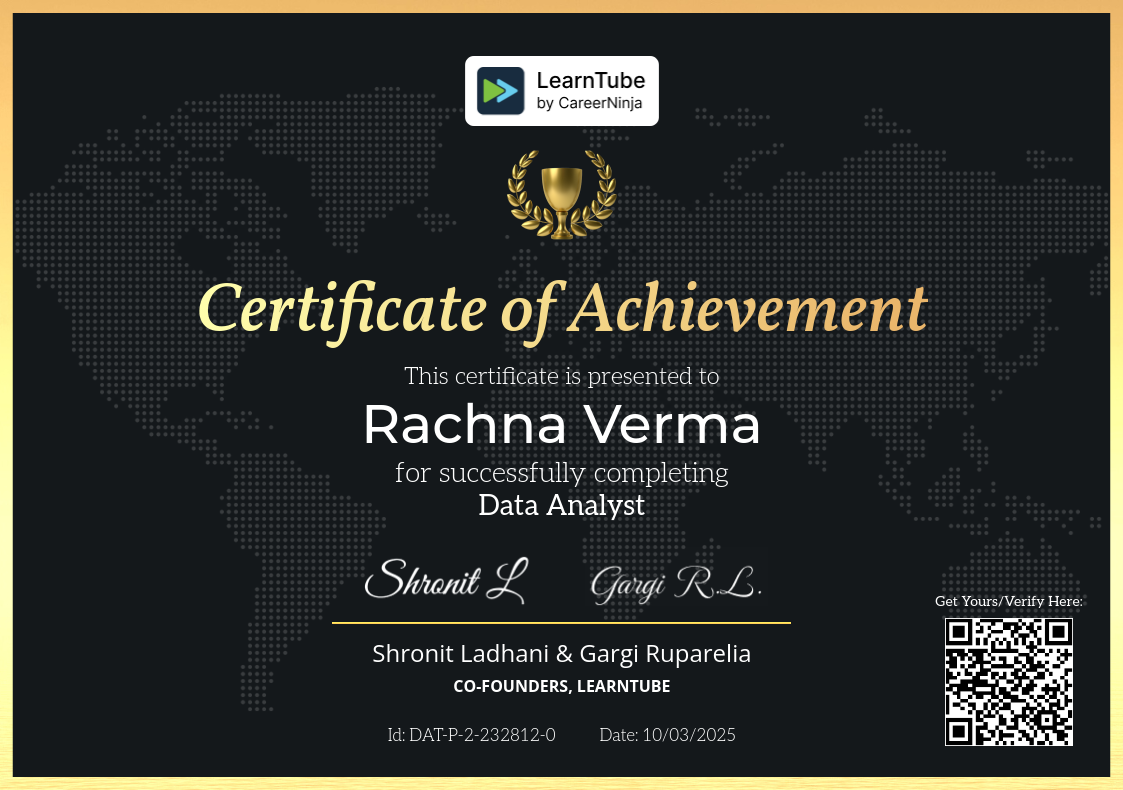 LearnTube
by CareerNinja
Certificate of Achievement
This certificate is presented to
Rachna Verma
for successfully completing
Data Analyst
Shronit L
Gargi R.L.
Get Yours/Verify Here:
Shronit Ladhani & Gargi Ruparelia
CO-FOUNDERS, LEARNTUBE
Id: DAT-P-2-232812-0
Date: 10/03/2025